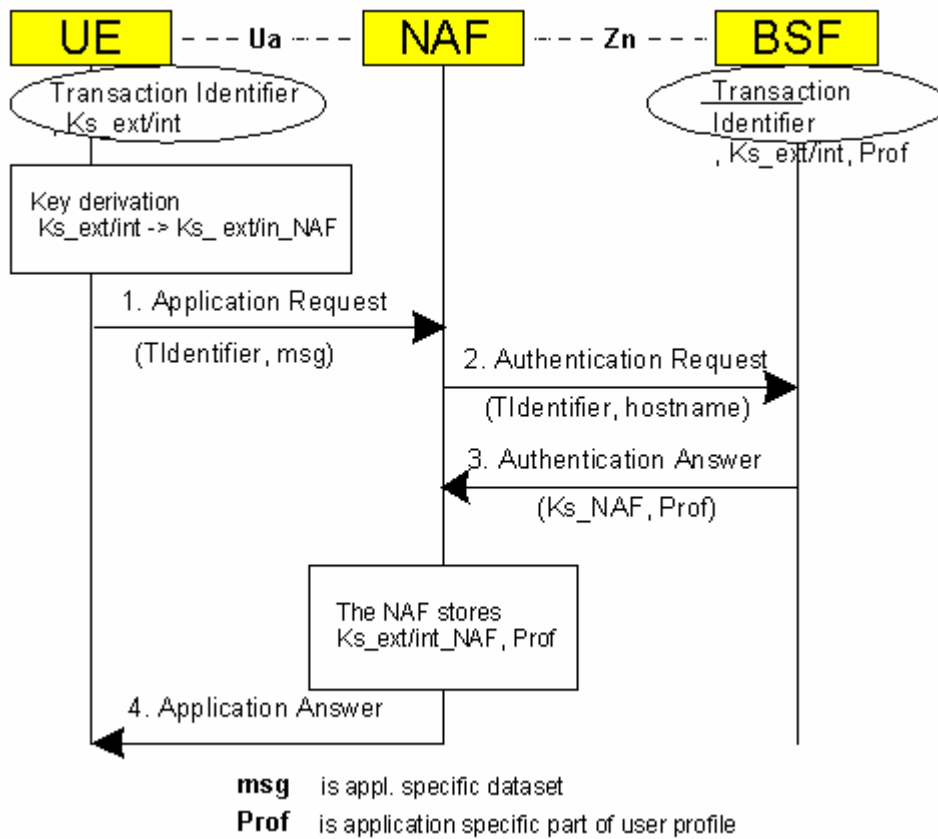 UE --- Ua ---- NAF ---- Zn --- BSF
Transaction Identifier
, Ks_ext/int
Transaction
Identifier
, Ks_ext/int, Prof
Key derivation
Ks_ext/int -> Ks_ ext/in_NAF
1. Application Request
(TIdentifier, msg)
2. Authentication Request
(TIdentifier, hostname)
3. Authentication Answer
(Ks_NAF, Prof)
The NAF stores
Ks_ext/int_NAF, Prof
4. Application Answer
msg is appl. specific dataset
Prof is application specific part of user profile